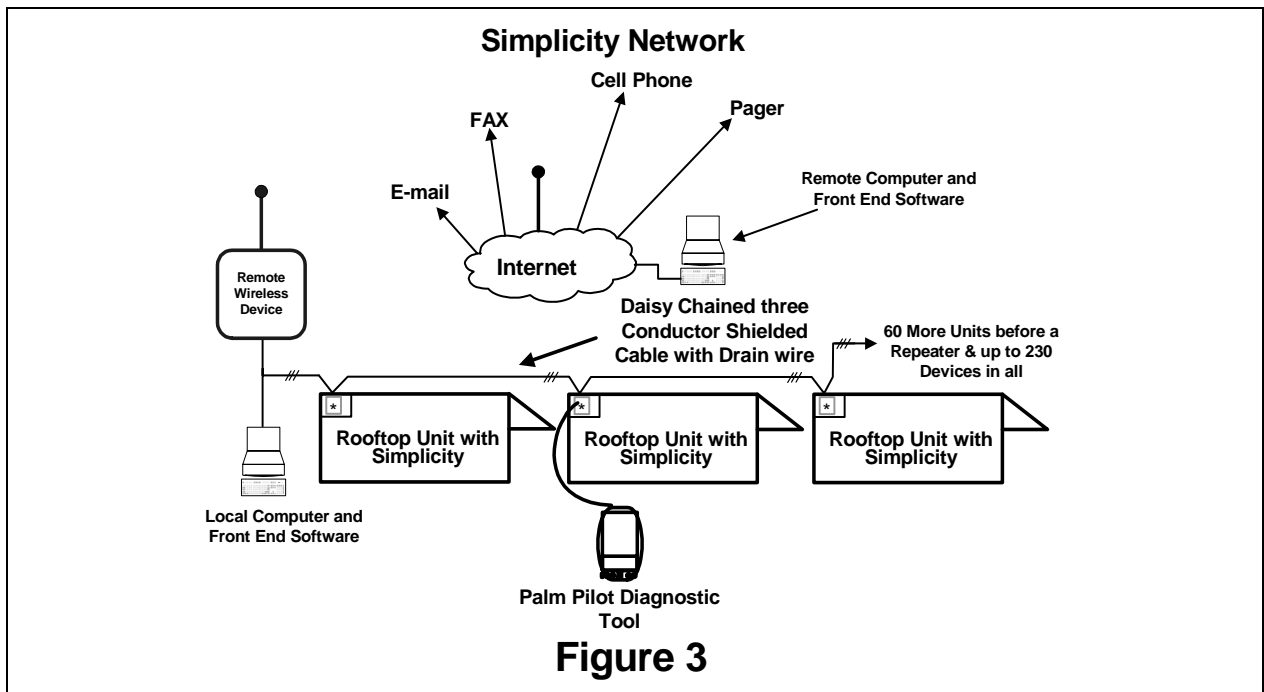 Simplicity Network
Cell Phone
FAX
Pager
E-mail
Remote Computer and
Front End Software
Internet
Remote
Wireless
Device
Daisy Chained three
Conductor Shielded
Cable with Drain wire
60 More Units before a
Repeater & up to 230
Devices in all
*
Rooftop Unit with
Simplicity
*
Rooftop Unit with
Simplicity
*
Rooftop Unit with
Simplicity
Local Computer and
Front End Software
Palm Pilot Diagnostic
Tool
Figure 3